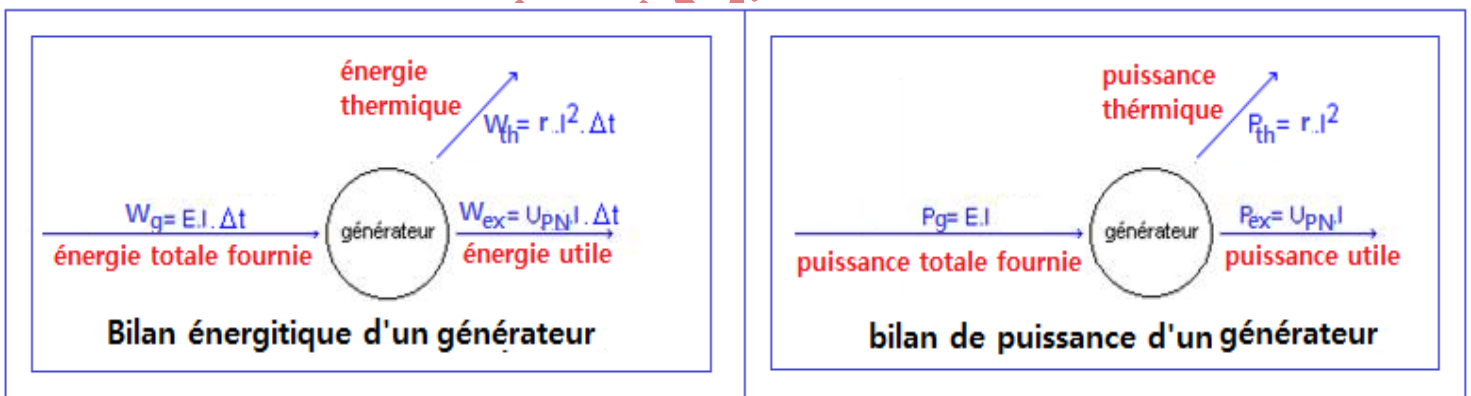 énergie
thermique
Wth= r..I².Δt
Wg= E.I.Δt
générateur
Wex= UPN.I.Δt
énergie totale fournie
énergie utile
Bilan énergitique d'un générateur
puissance
thérmique
Pth= r..I²
Pg= E.I
générateur
Pex= UPN.I
puissance totale fournie
puissance utile
bilan de puissance d'un générateur